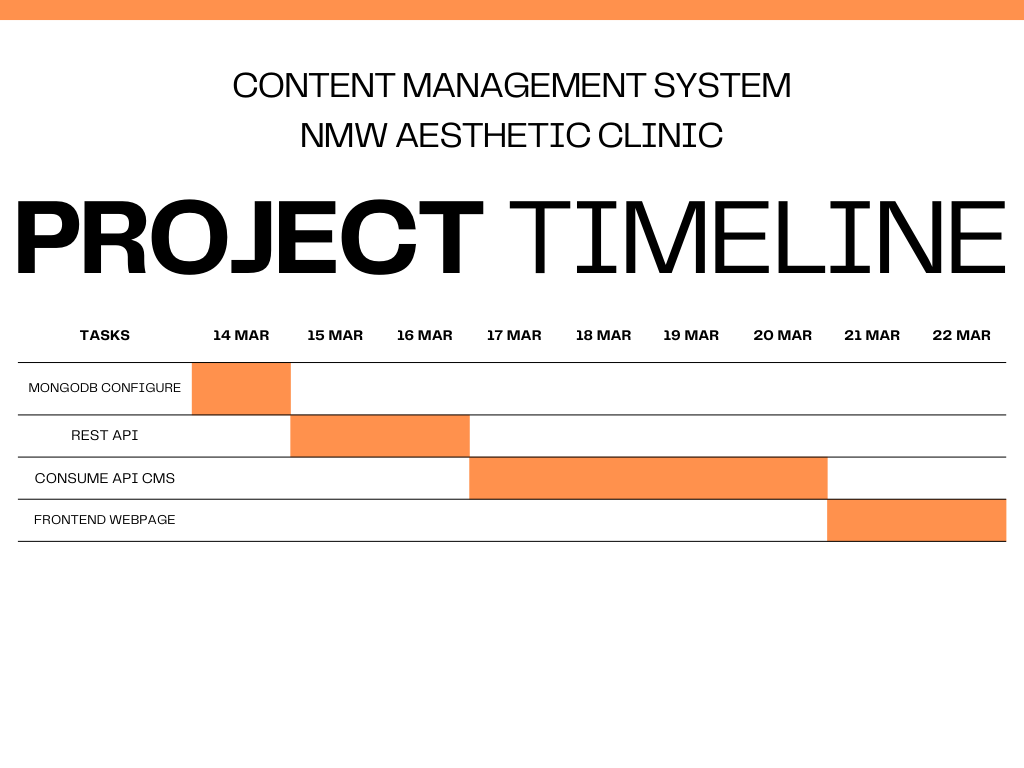 CONTENT MANAGEMENT SYSTEM
NMW AESTHETIC CLINIC
PROJECT TIMELINE
TASKS 14 MAR 15 MAR 16 MAR 17 MAR 18 MAR 19 MAR 20 MAR 21 MAR 22 MAR
MONGODB CONFIGURE
REST API
CONSUME API CMS
FRONTEND WEBPAGE